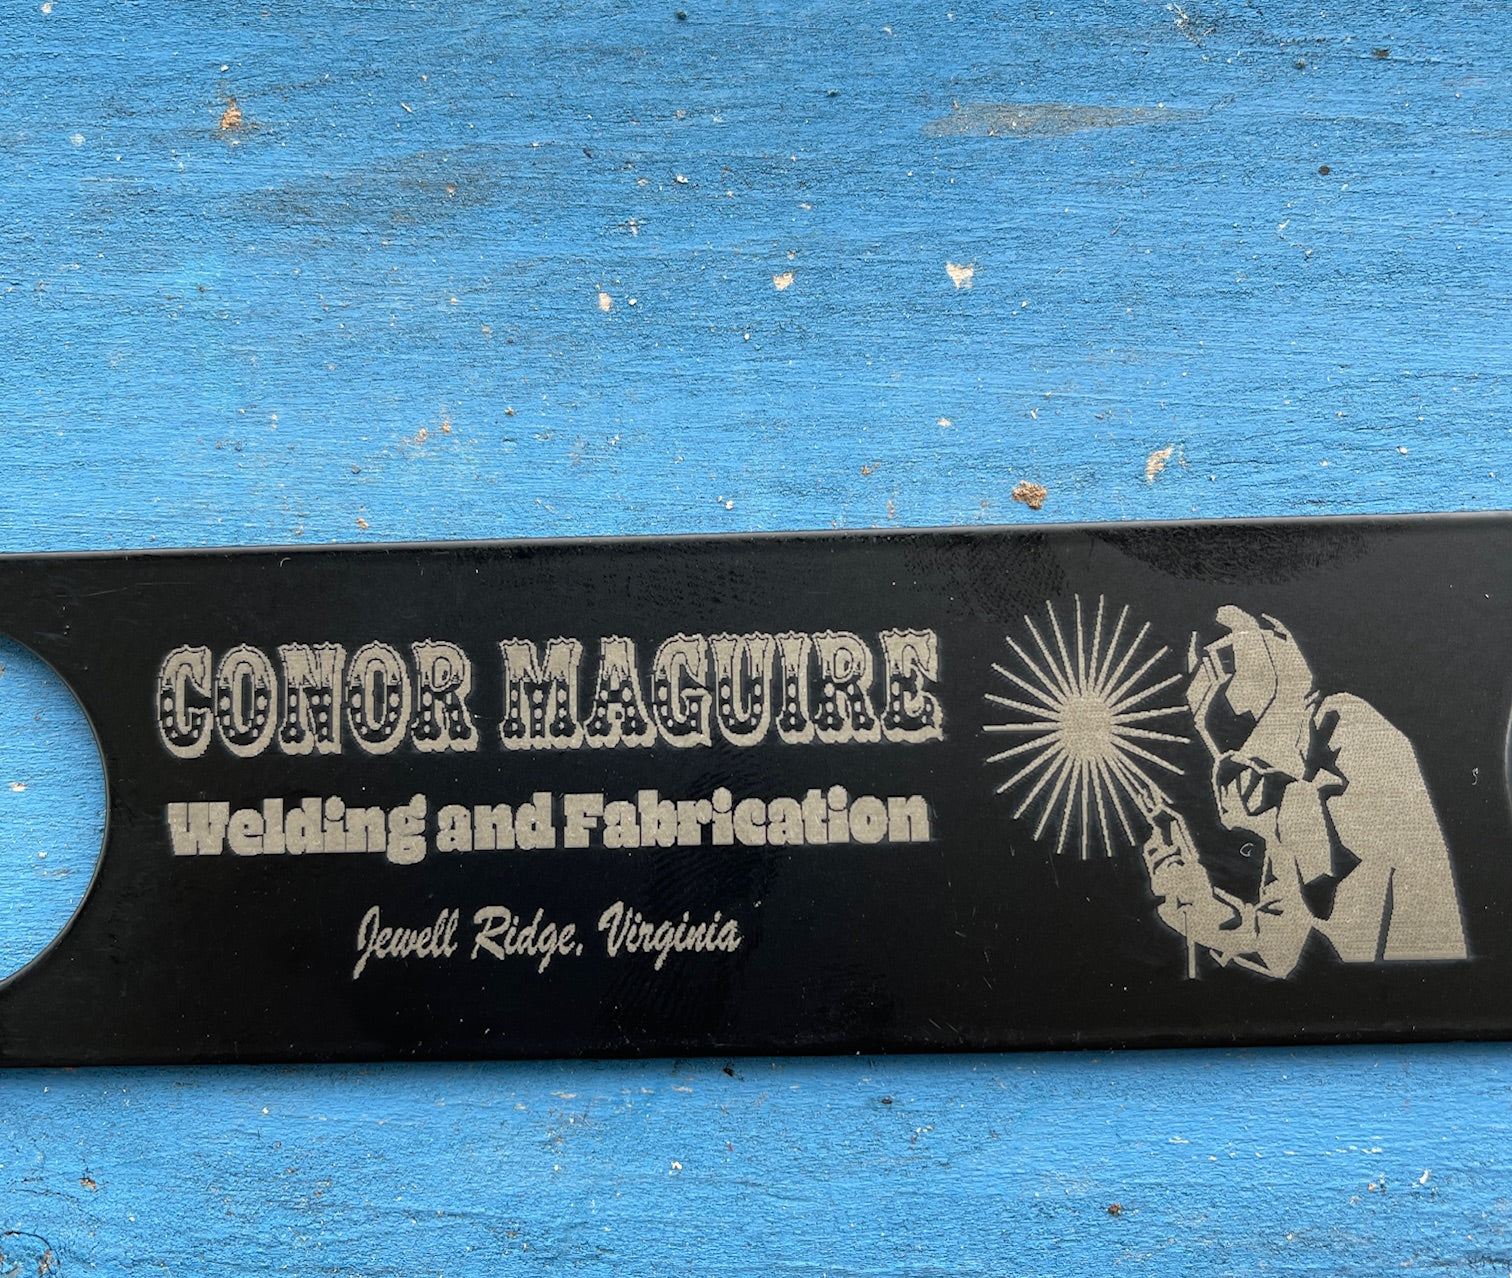 CONOR MAGUIRE
Welding and Fabrication
Jewell Ridge, Virginia